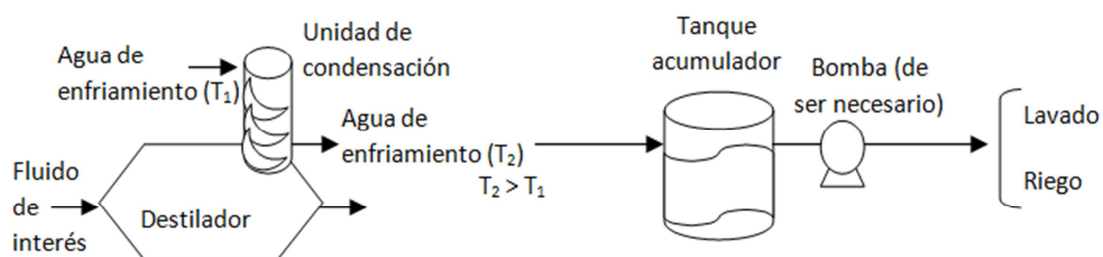 Agua de
enfriamiento (T₁)
Unidad de
condensación
Agua de
enfriamiento (T₂)
T₂ > T₁
Fluido
de
interés
Destilador
Tanque
acumulador
Bomba (de
ser necesario)
Lavado
Riego